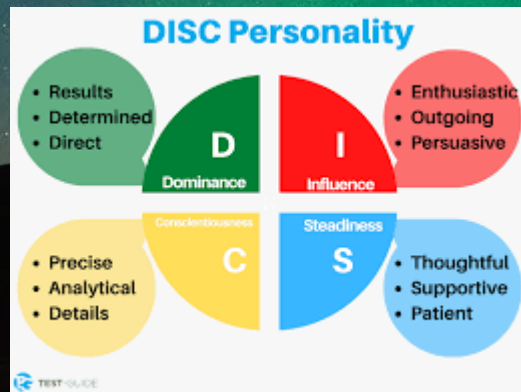 DISC Personality
• Results
• Determined
• Direct
D
Dominance
I
Influence
• Enthusiastic
• Outgoing
• Persuasive
Conscientiousness
C
• Precise
• Analytical
• Details
Steadiness
S
• Thoughtful
• Supportive
• Patient
TEST-GUIDE